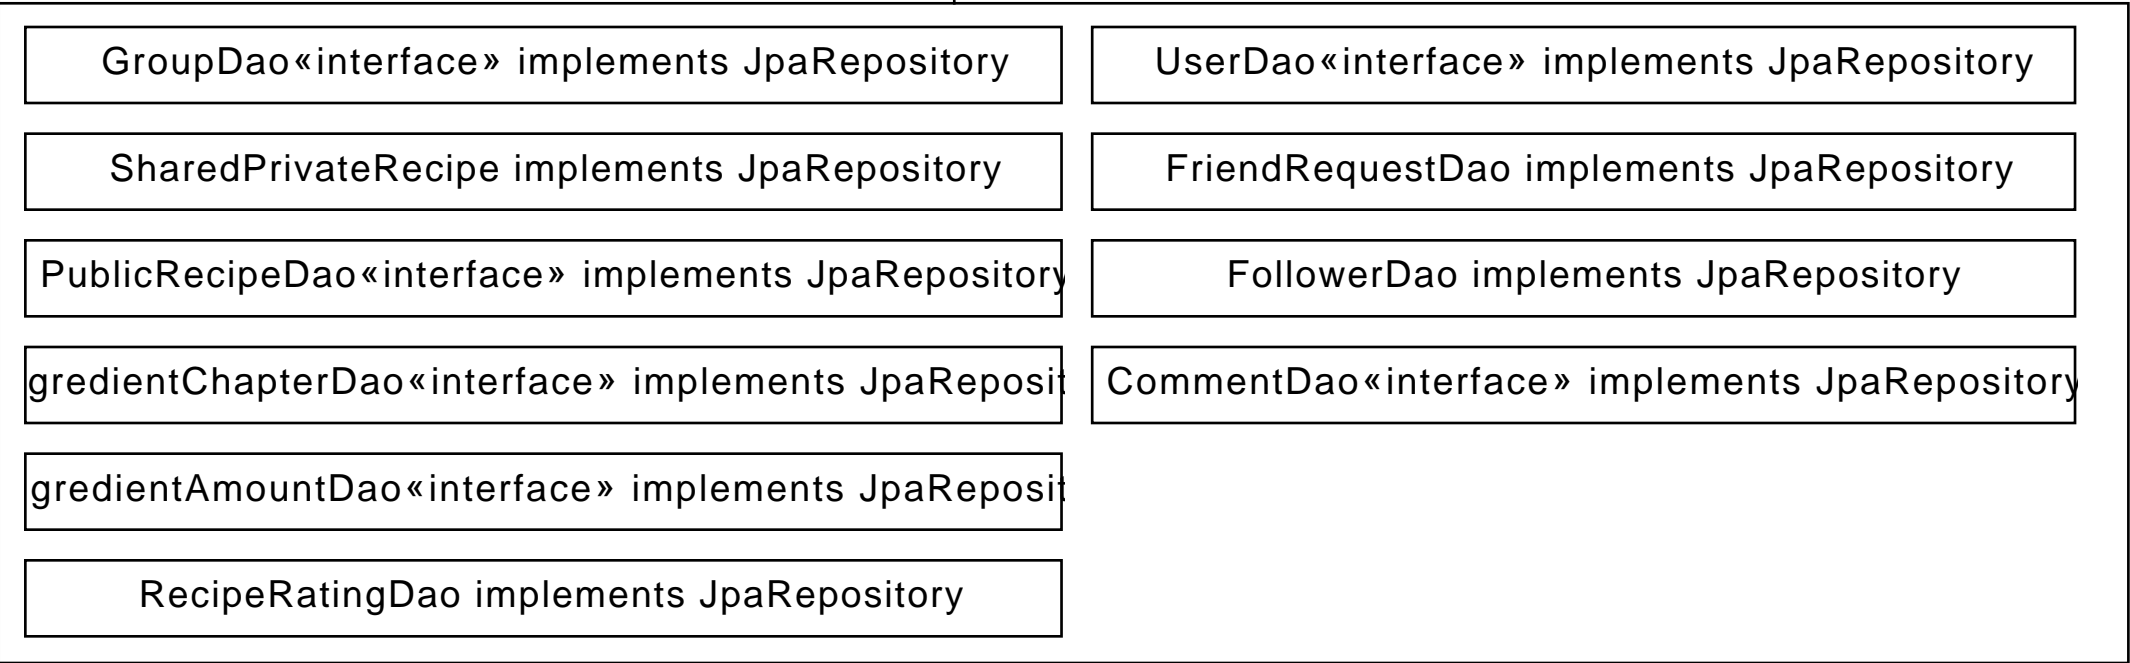 GroupDao«interface» implements JpaRepository
UserDao«interface» implements JpaRepository
SharedPrivateRecipe implements JpaRepository
FriendRequestDao implements JpaRepository
PublicRecipeDao«interface» implements JpaRepository
FollowerDao implements JpaRepository
gredientChapterDao«interface» implements JpaReposit
CommentDao«interface» implements JpaRepository
gredientAmountDao«interface» implements JpaReposit
RecipeRatingDao implements JpaRepository